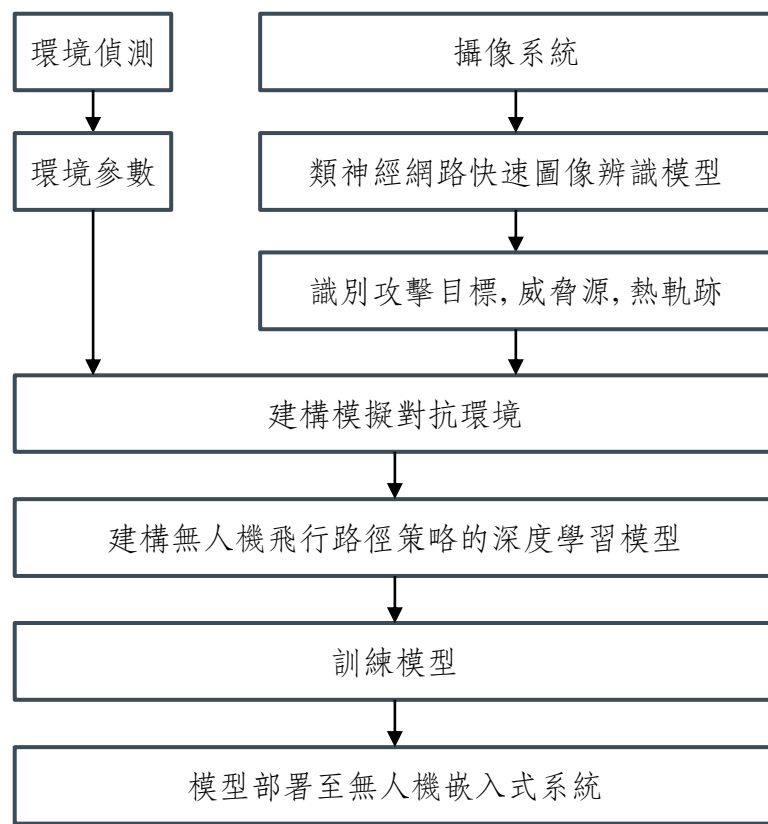 環境偵測
攝像系統
環境參數
類神經網路快速圖像辨識模型
識別攻擊目標, 威脅源, 熱軌跡
建構模擬對抗環境
建構無人機飛行路徑策略的深度學習模型
訓練模型
模型部署至無人機嵌入式系統